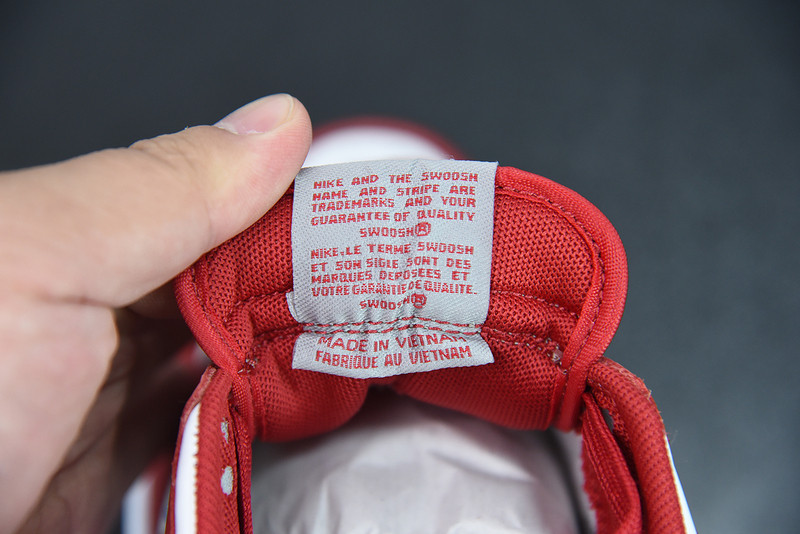 NIKE AND THE SWOOSH
NAME AND STRIPE ARE
TRADEMARKS AND YOUR
GUARANTEE OF QUALITY
SWOOSH®
NIKE, LE TERME SWOOSH
ET SON SIGLE SONT DES
MARQUES DEPOSEES ET
VOTRE GARANTIE DE QUALITE.
SWOOSH®
MADE IN VIETNAM
FABRIQUE AU VIETNAM